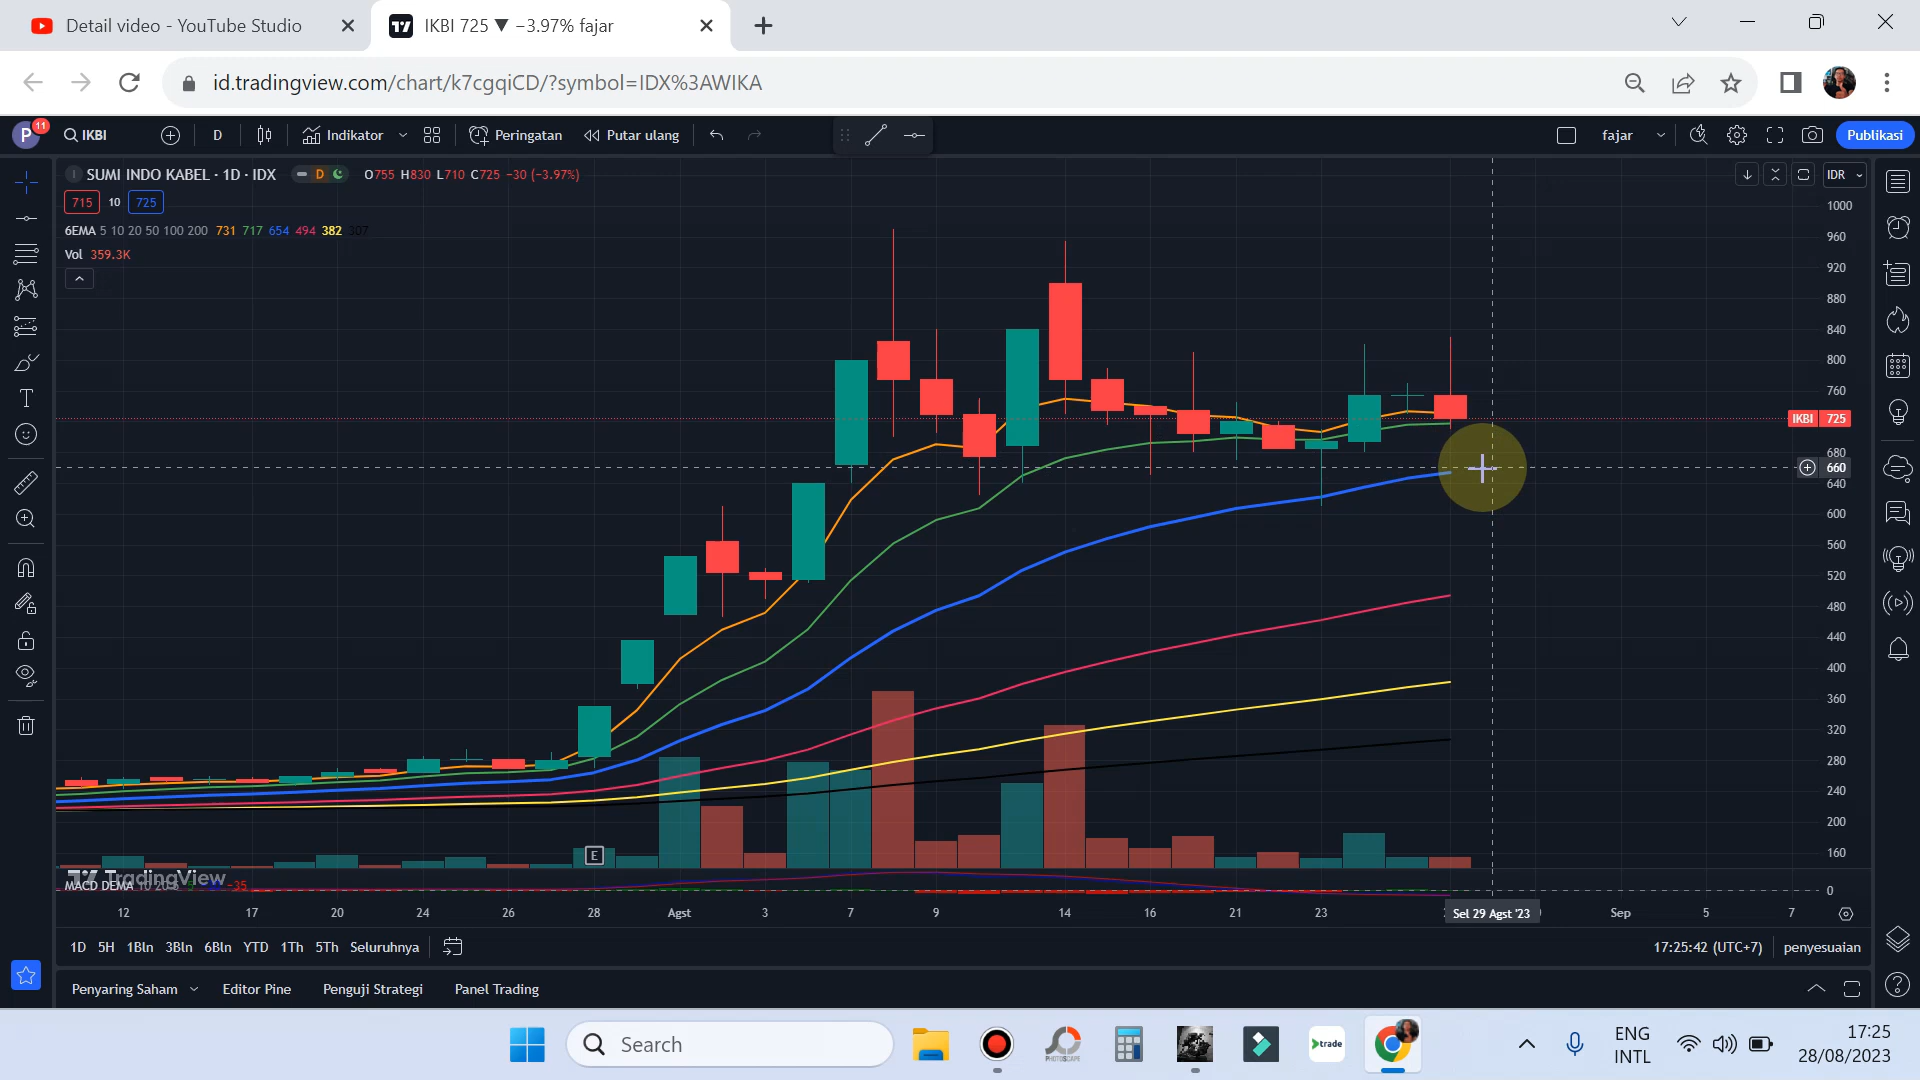 Detail video - YouTube Studio
IKBI 725 ▼ −3.97% fajar
id.tradingview.com/chart/k7cgqiCD/?symbol=IDX%3AWIKA
P 11
IKBI
D
Indikator
Peringatan
Putar ulang
fajar
Publikasi
SUMI INDO KABEL · 1D · IDX
D
O755 H830 L710 C725 −30 (−3.97%)
IDR
715 10 725
6EMA 5 10 20 50 100 200 731 717 654 494 382 307
Vol 359.3K
1000
960
920
880
840
800
760
IKBI 725
680
660
640
600
560
520
480
440
400
360
320
280
240
200
160
0
E
TradingView
MACD DEMA
-35
12 17 20 24 26 28 Agst 3 7 9 14 16 21 23 Sel 29 Agst '23 Sep 5 7
1D 5H 1Bln 3Bln 6Bln YTD 1Th 5Th Seluruhnya
17:25:42 (UTC+7) penyesuaian
Penyaring Saham Editor Pine Penguji Strategi Panel Trading
Search
PHOTOSCAPE
trade
ENG
INTL
17:25
28/08/2023